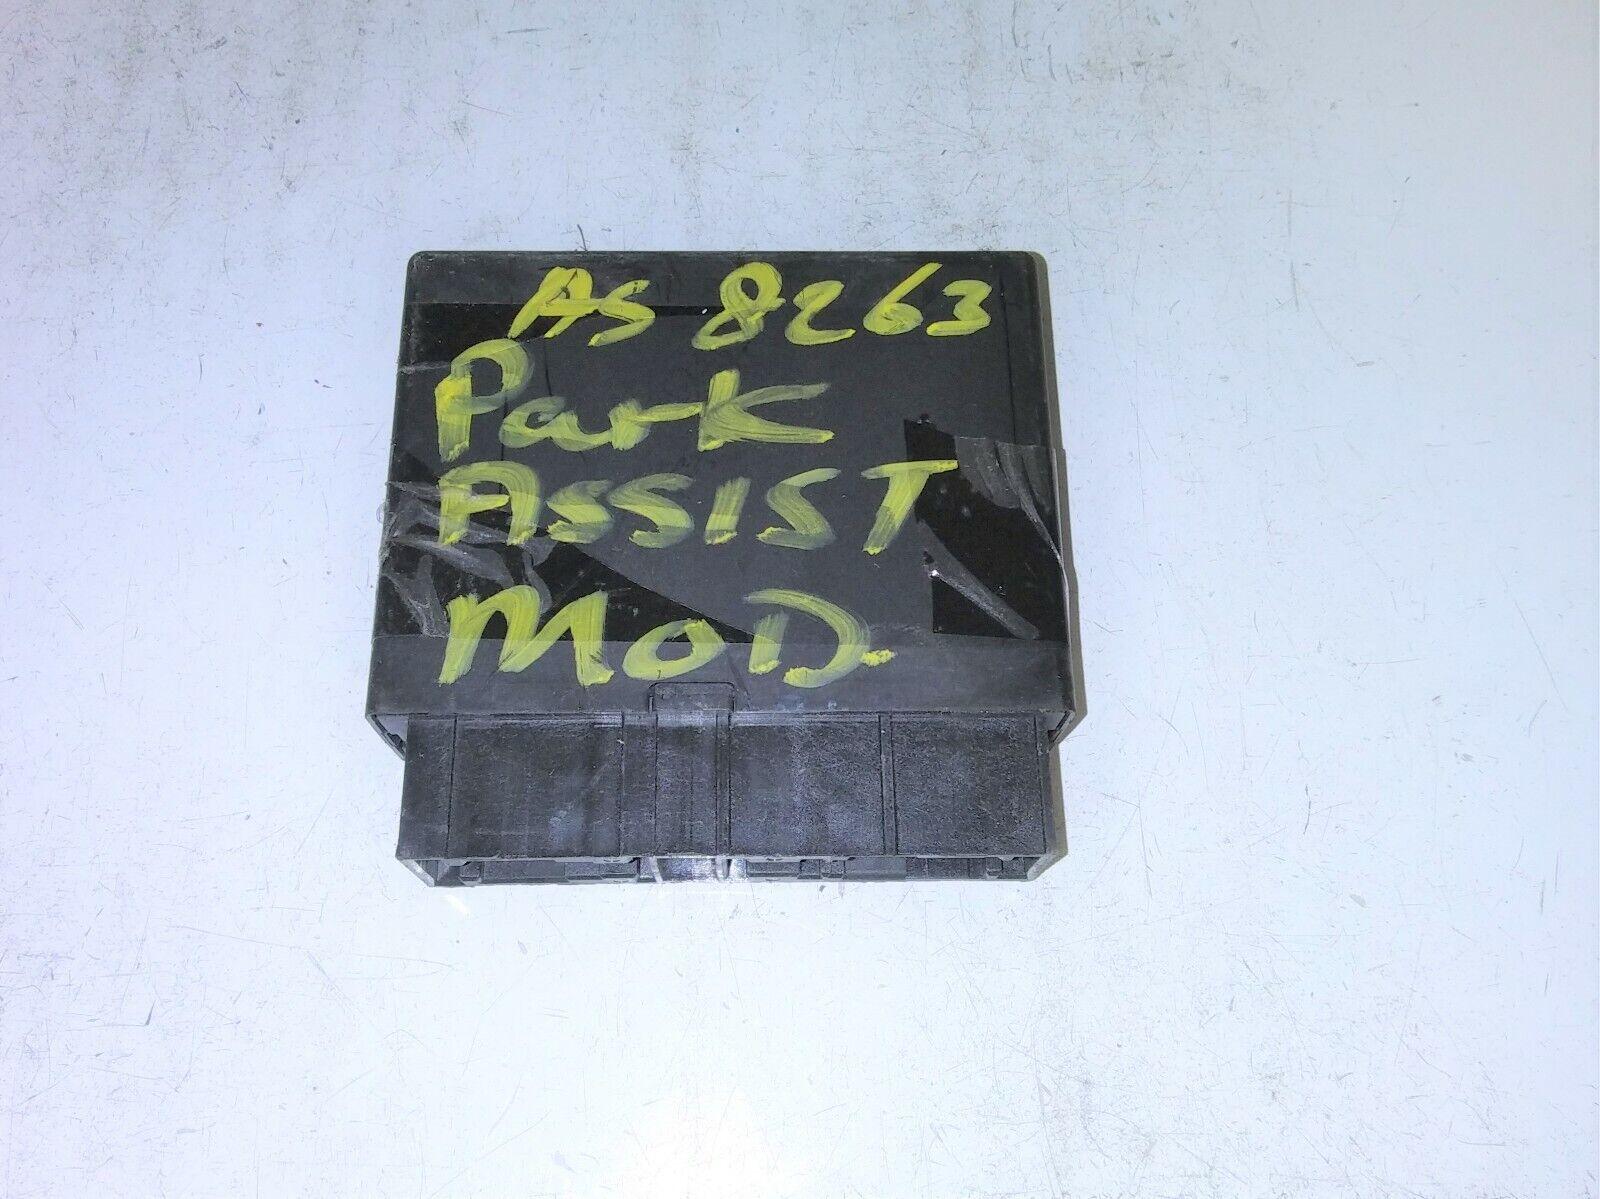 AS 8263
Park
ASSIST
MOD.